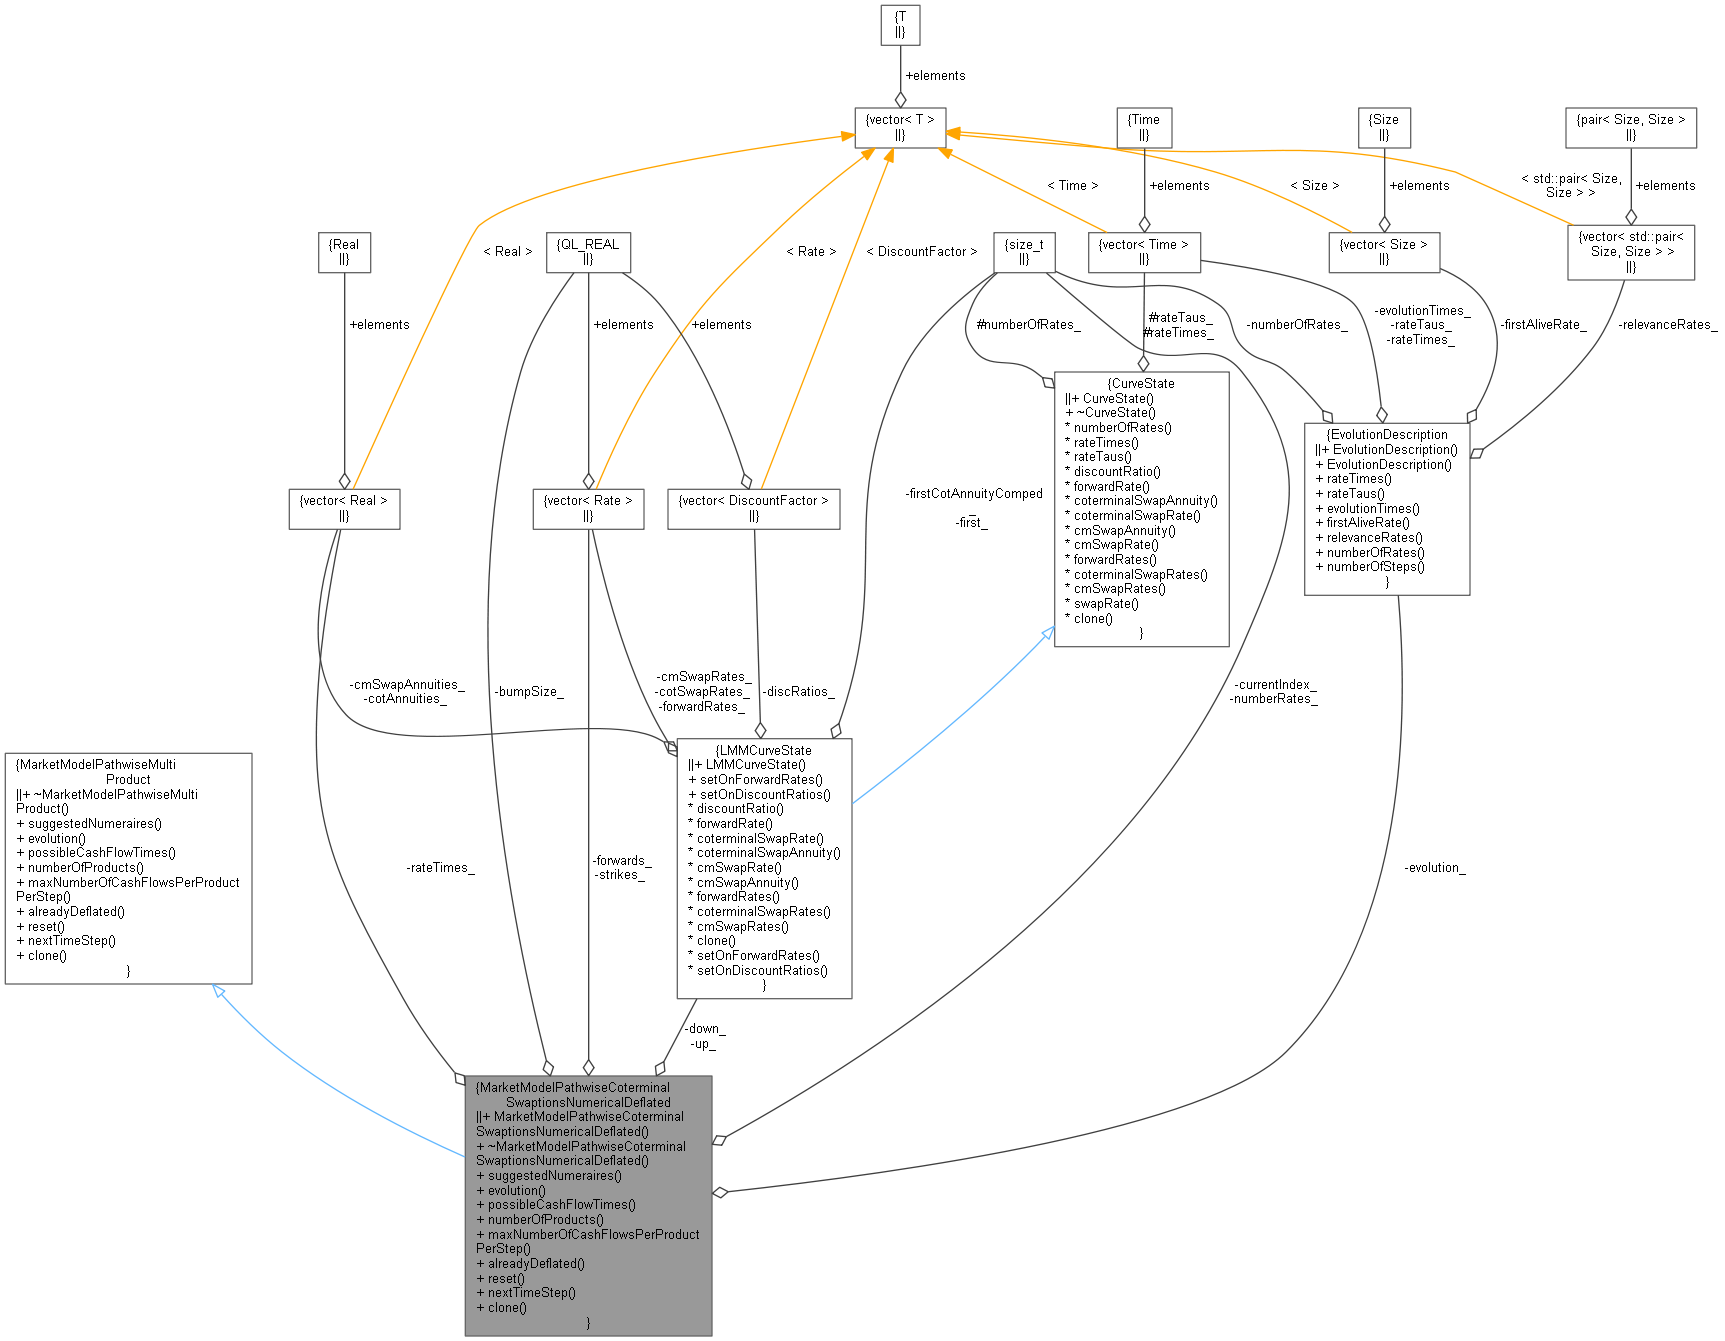 {T
||}
+elements
{vector< T >
||}
{Time
||}
{Size
||}
{pair< Size, Size >
||}
< Time >
+elements
< Size >
+elements
< std::pair< Size,
Size > >
+elements
{Real
||}
< Real >
{QL_REAL
||}
< Rate >
< DiscountFactor >
{size_t
||}
{vector< Time >
||}
{vector< Size >
||}
{vector< std::pair<
Size, Size > >
||}
+elements
+elements
+elements
#numberOfRates_
#rateTaus_
#rateTimes_
-numberOfRates_
-evolutionTimes_
-rateTaus_
-rateTimes_
-firstAliveRate_
-relevanceRates_
{CurveState
||+ CurveState()
+ ~CurveState()
* numberOfRates()
* rateTimes()
* rateTaus()
* discountRatio()
* forwardRate()
* coterminalSwapAnnuity()
* coterminalSwapRate()
* cmSwapAnnuity()
* cmSwapRate()
* forwardRates()
* coterminalSwapRates()
* cmSwapRates()
* swapRate()
* clone()
}
{EvolutionDescription
||+ EvolutionDescription()
+ EvolutionDescription()
+ rateTimes()
+ rateTaus()
+ evolutionTimes()
+ firstAliveRate()
+ relevanceRates()
+ numberOfRates()
+ numberOfSteps()
}
{vector< Real >
||}
{vector< Rate >
||}
{vector< DiscountFactor >
||}
-firstCotAnnuityComped
_
-first_
-cmSwapAnnuities_
-cotAnnuities_
-bumpSize_
-cmSwapRates_
-cotSwapRates_
-forwardRates_
-discRatios_
-currentIndex_
-numberRates_
{MarketModelPathwiseMulti
Product
||+ ~MarketModelPathwiseMulti
Product()
+ suggestedNumeraires()
+ evolution()
+ possibleCashFlowTimes()
+ numberOfProducts()
+ maxNumberOfCashFlowsPerProduct
PerStep()
+ alreadyDeflated()
+ reset()
+ nextTimeStep()
+ clone()
}
{LMMCurveState
||+ LMMCurveState()
+ setOnForwardRates()
+ setOnDiscountRatios()
* discountRatio()
* forwardRate()
* coterminalSwapRate()
* coterminalSwapAnnuity()
* cmSwapRate()
* cmSwapAnnuity()
* forwardRates()
* coterminalSwapRates()
* cmSwapRates()
* clone()
* setOnForwardRates()
* setOnDiscountRatios()
}
-rateTimes_
-forwards_
-strikes_
-evolution_
-down_
-up_
{MarketModelPathwiseCoterminal
SwaptionsNumericalDeflated
||+ MarketModelPathwiseCoterminal
SwaptionsNumericalDeflated()
+ ~MarketModelPathwiseCoterminal
SwaptionsNumericalDeflated()
+ suggestedNumeraires()
+ evolution()
+ possibleCashFlowTimes()
+ numberOfProducts()
+ maxNumberOfCashFlowsPerProduct
PerStep()
+ alreadyDeflated()
+ reset()
+ nextTimeStep()
+ clone()
}